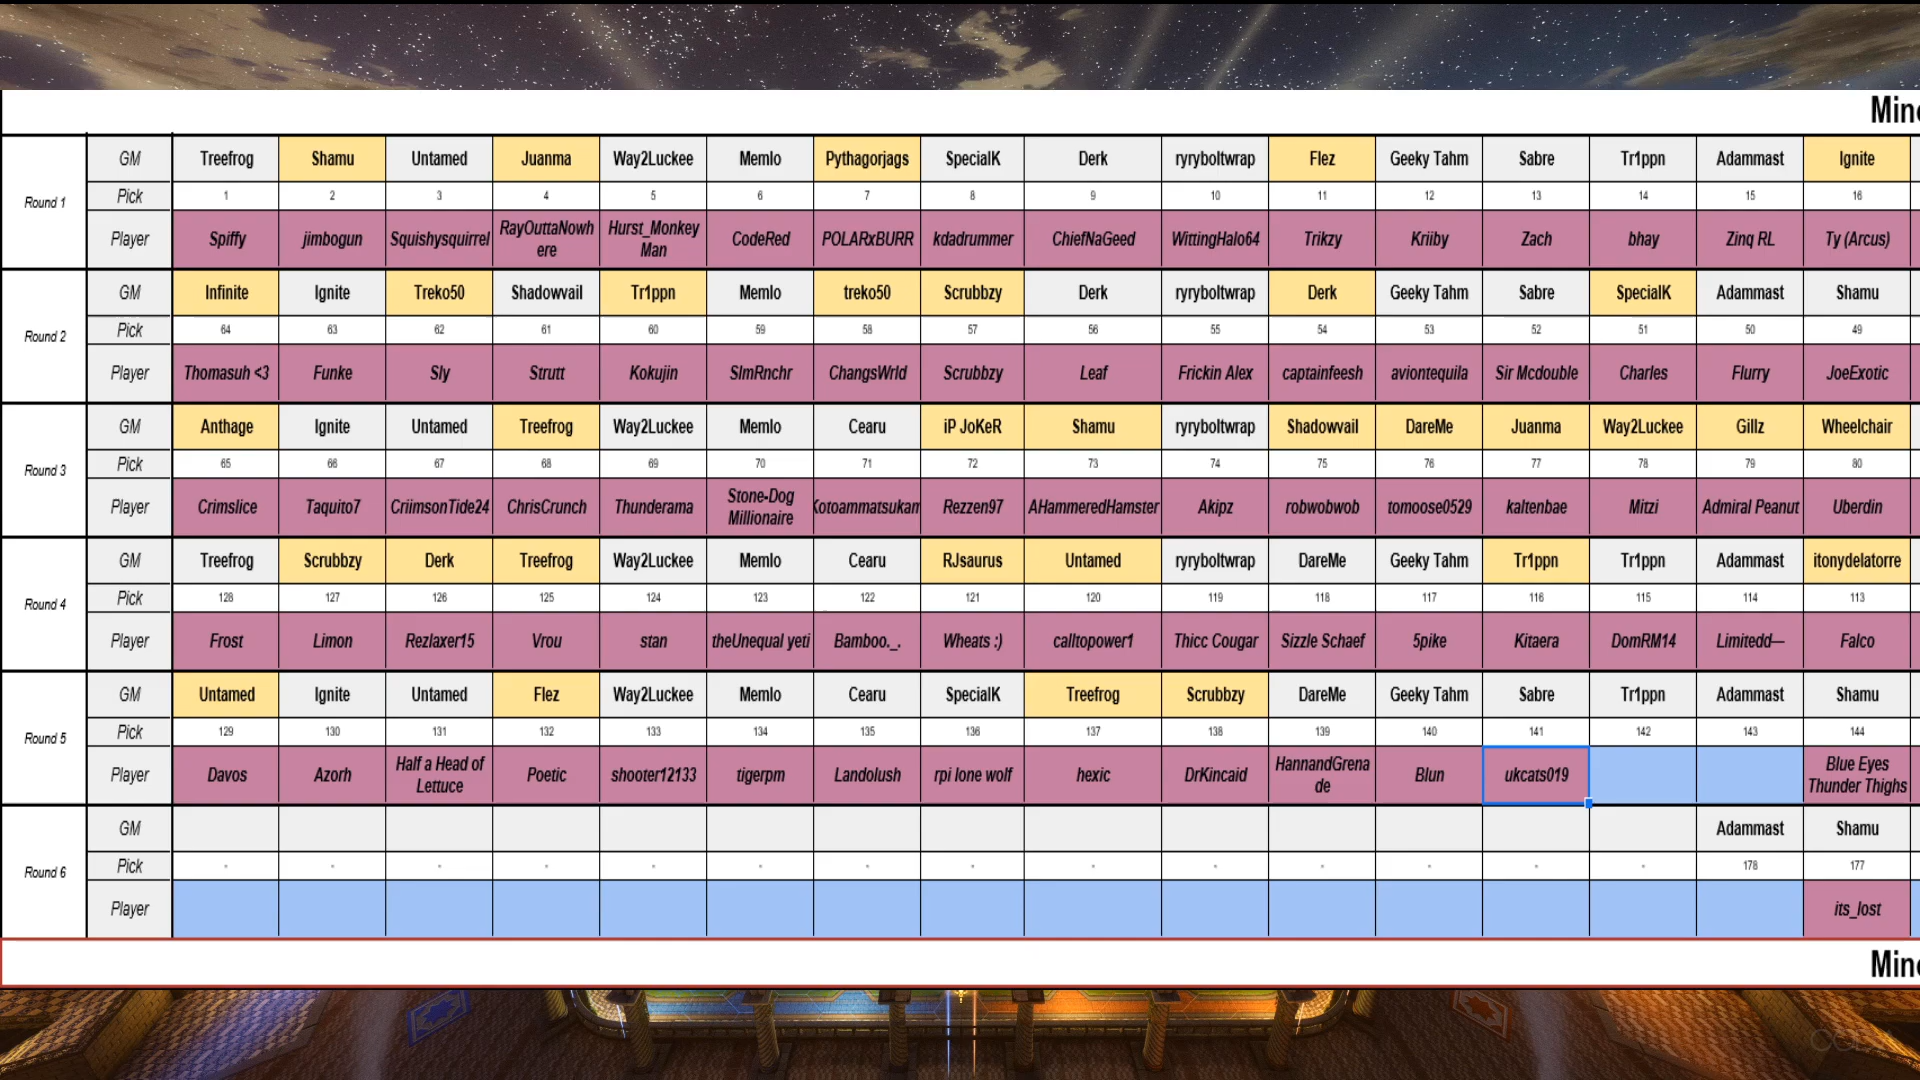 Mine
GM Treefrog Shamu Untamed Juanma Way2Luckee Memlo Pythagorjags SpecialK Derk ryryboltwrap Flez Geeky Tahm Sabre Tr1ppn Adammast Ignite
Round 1 Pick 1 2 3 4 5 6 7 8 9 10 11 12 13 14 15 16
Player Spiffy jimbogun Squishysquirrel RayOuttaNowhere Hurst_Monkey Man CodeRed POLARxBURR kdadrummer ChiefNaGeed WittingHalo64 Trikzy Kriiby Zach bhay Zinq RL Ty (Arcus)
GM Infinite Ignite Treko50 Shadowvail Tr1ppn Memlo treko50 Scrubbzy Derk ryryboltwrap Derk Geeky Tahm Sabre SpecialK Adammast Shamu
Round 2 Pick 64 63 62 61 60 59 58 57 56 55 54 53 52 51 50 49
Player Thomasuh <3 Funke Sly Strutt Kokujin SlmRnchr ChangsWrld Scrubbzy Leaf Frickin Alex captainfeesh aviontequila Sir Mcdouble Charles Flurry JoeExotic
GM Anthage Ignite Untamed Treefrog Way2Luckee Memlo Cearu iP JoKeR Shamu ryryboltwrap Shadowvail DareMe Juanma Way2Luckee Gillz Wheelchair
Round 3 Pick 65 66 67 68 69 70 71 72 73 74 75 76 77 78 79 80
Player Crimslice Taquito7 CriimsonTide24 ChrisCrunch Thunderama Stone-Dog Millionaire Kotoammatsukam Rezzen97 AHammeredHamster Akipz robwobwob tomoose0529 kaltenbae Mitzi Admiral Peanut Uberdin
GM Treefrog Scrubbzy Derk Treefrog Way2Luckee Memlo Cearu RJsaurus Untamed ryryboltwrap DareMe Geeky Tahm Tr1ppn Tr1ppn Adammast itonydelatorre
Round 4 Pick 128 127 126 125 124 123 122 121 120 119 118 117 116 115 114 113
Player Frost Limon Rezlaxer15 Vrou stan theUnequal yeti Bamboo._. Wheats :) calltopower1 Thicc Cougar Sizzle Schaef 5pike Kitaera DomRM14 Limitedd— Falco
GM Untamed Ignite Untamed Flez Way2Luckee Memlo Cearu SpecialK Treefrog Scrubbzy DareMe Geeky Tahm Sabre Tr1ppn Adammast Shamu
Round 5 Pick 129 130 131 132 133 134 135 136 137 138 139 140 141 142 143 144
Player Davos Azorh Half a Head of Lettuce Poetic shooter12133 tigerpm Landolush rpi lone wolf hexic DrKincaid HannandGrenade Blun ukcats019 Blue Eyes Thunder Thighs
GM Adammast Shamu
Round 6 Pick - - - - - - - - - - - - - - 178 177
Player its_lost
Mine